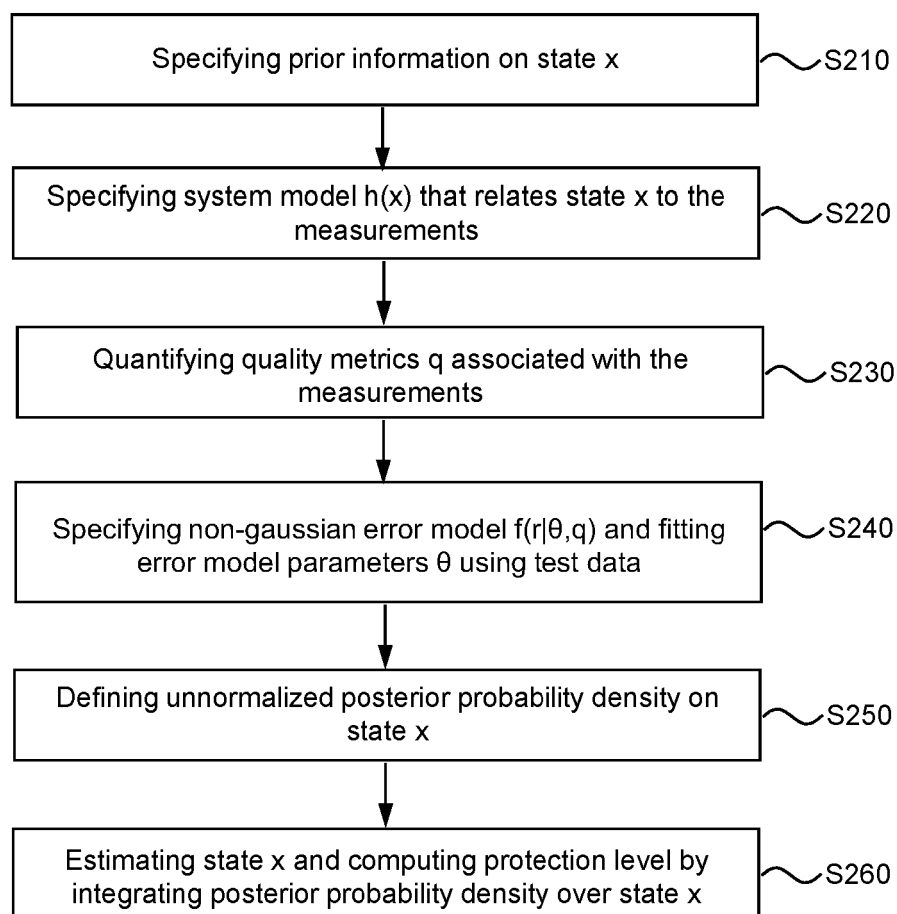 Specifying prior information on state x
S210
Specifying system model h(x) that relates state x to the
measurements
S220
Quantifying quality metrics q associated with the
measurements
S230
Specifying non-gaussian error model f(r|θ,q) and fitting
error model parameters θ using test data
S240
Defining unnormalized posterior probability density on
state x
S250
Estimating state x and computing protection level by
integrating posterior probability density over state x
S260